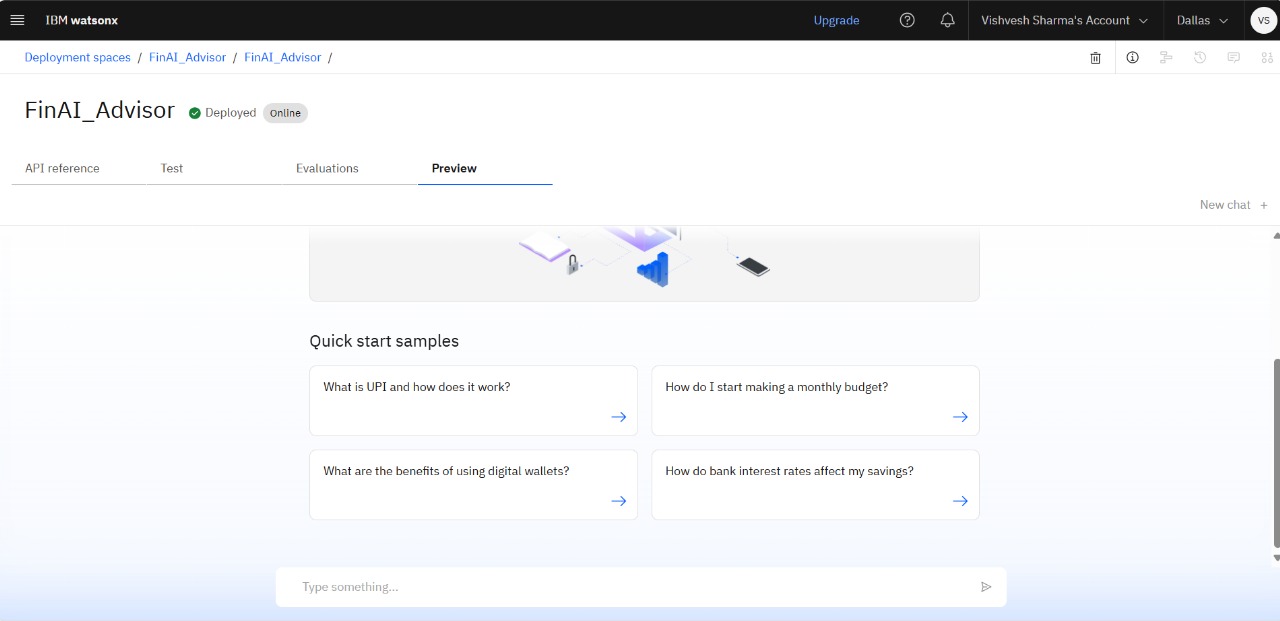 IBM watsonx
Upgrade
Vishvesh Sharma's Account
Dallas
VS
Deployment spaces / FinAI_Advisor / FinAI_Advisor /
FinAI_Advisor
Deployed
Online
API reference
Test
Evaluations
Preview
New chat +
Quick start samples
What is UPI and how does it work?
How do I start making a monthly budget?
What are the benefits of using digital wallets?
How do bank interest rates affect my savings?
Type something...